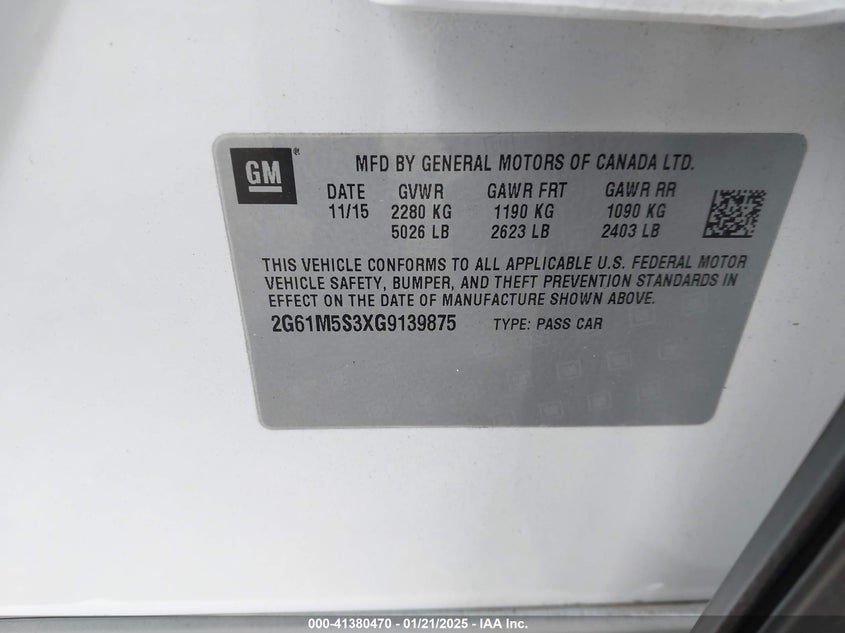 GM ®
MFD BY GENERAL MOTORS OF CANADA LTD.
DATE GVWR GAWR FRT GAWR RR
11/15 2280 KG 1190 KG 1090 KG
5026 LB 2623 LB 2403 LB
THIS VEHICLE CONFORMS TO ALL APPLICABLE U.S. FEDERAL MOTOR
VEHICLE SAFETY, BUMPER, AND THEFT PREVENTION STANDARDS IN
EFFECT ON THE DATE OF MANUFACTURE SHOWN ABOVE.
2G61M5S3XG9139875 TYPE: PASS CAR
000-41380470 - 01/21/2025 - IAA Inc.